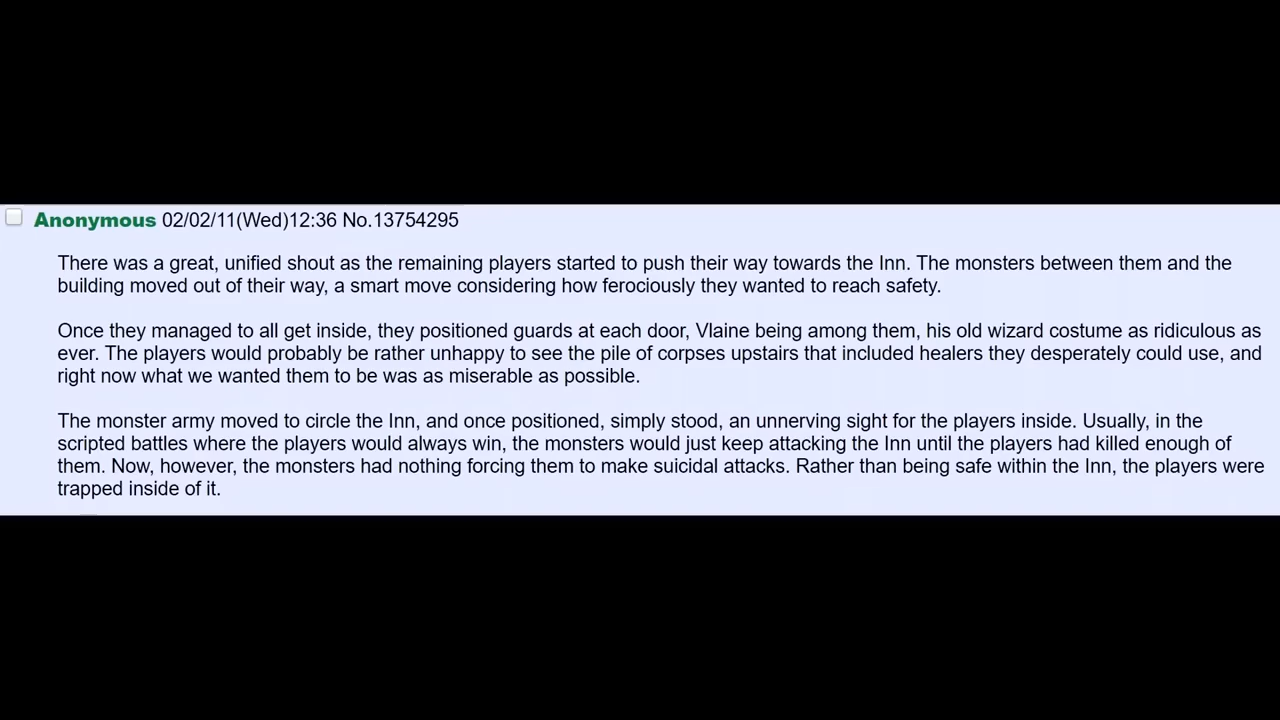 Anonymous 02/02/11(Wed)12:36 No.13754295
There was a great, unified shout as the remaining players started to push their way towards the Inn. The monsters between them and the
building moved out of their way, a smart move considering how ferociously they wanted to reach safety.
Once they managed to all get inside, they positioned guards at each door, Vlaine being among them, his old wizard costume as ridiculous as
ever. The players would probably be rather unhappy to see the pile of corpses upstairs that included healers they desperately could use, and
right now what we wanted them to be was as miserable as possible.
The monster army moved to circle the Inn, and once positioned, simply stood, an unnerving sight for the players inside. Usually, in the
scripted battles where the players would always win, the monsters would just keep attacking the Inn until the players had killed enough of
them. Now, however, the monsters had nothing forcing them to make suicidal attacks. Rather than being safe within the Inn, the players were
trapped inside of it.